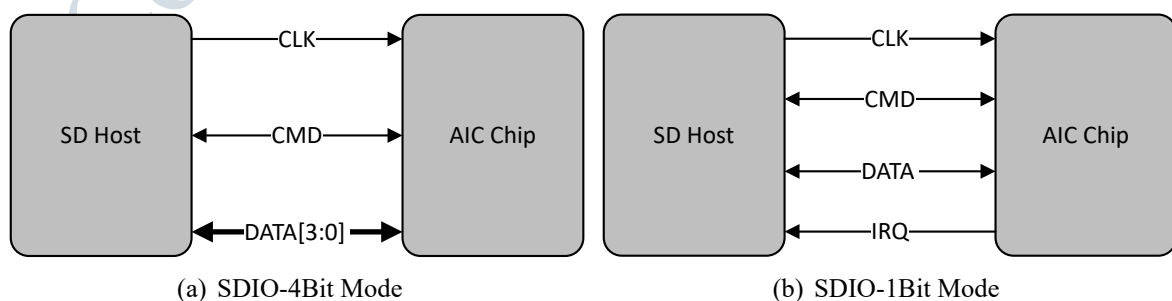 CLK
SD Host
CMD
AIC Chip
DATA[3:0]
(a) SDIO-4Bit Mode
CLK
CMD
SD Host
AIC Chip
DATA
IRQ
(b) SDIO-1Bit Mode